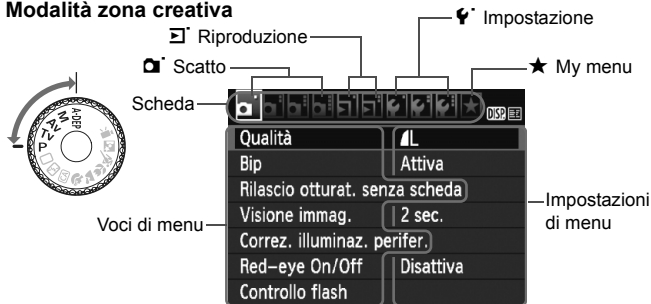 Modalità zona creativa
Impostazione
Riproduzione
Scatto
My menu
Scheda
DISP
Qualità L
Bip Attiva
Rilascio otturat. senza scheda
Visione immag. 2 sec.
Correz. illuminaz. perifer.
Red-eye On/Off Disattiva
Controllo flash
Voci di menu
Impostazioni
di menu
A-DEP
M
Av
Tv
P